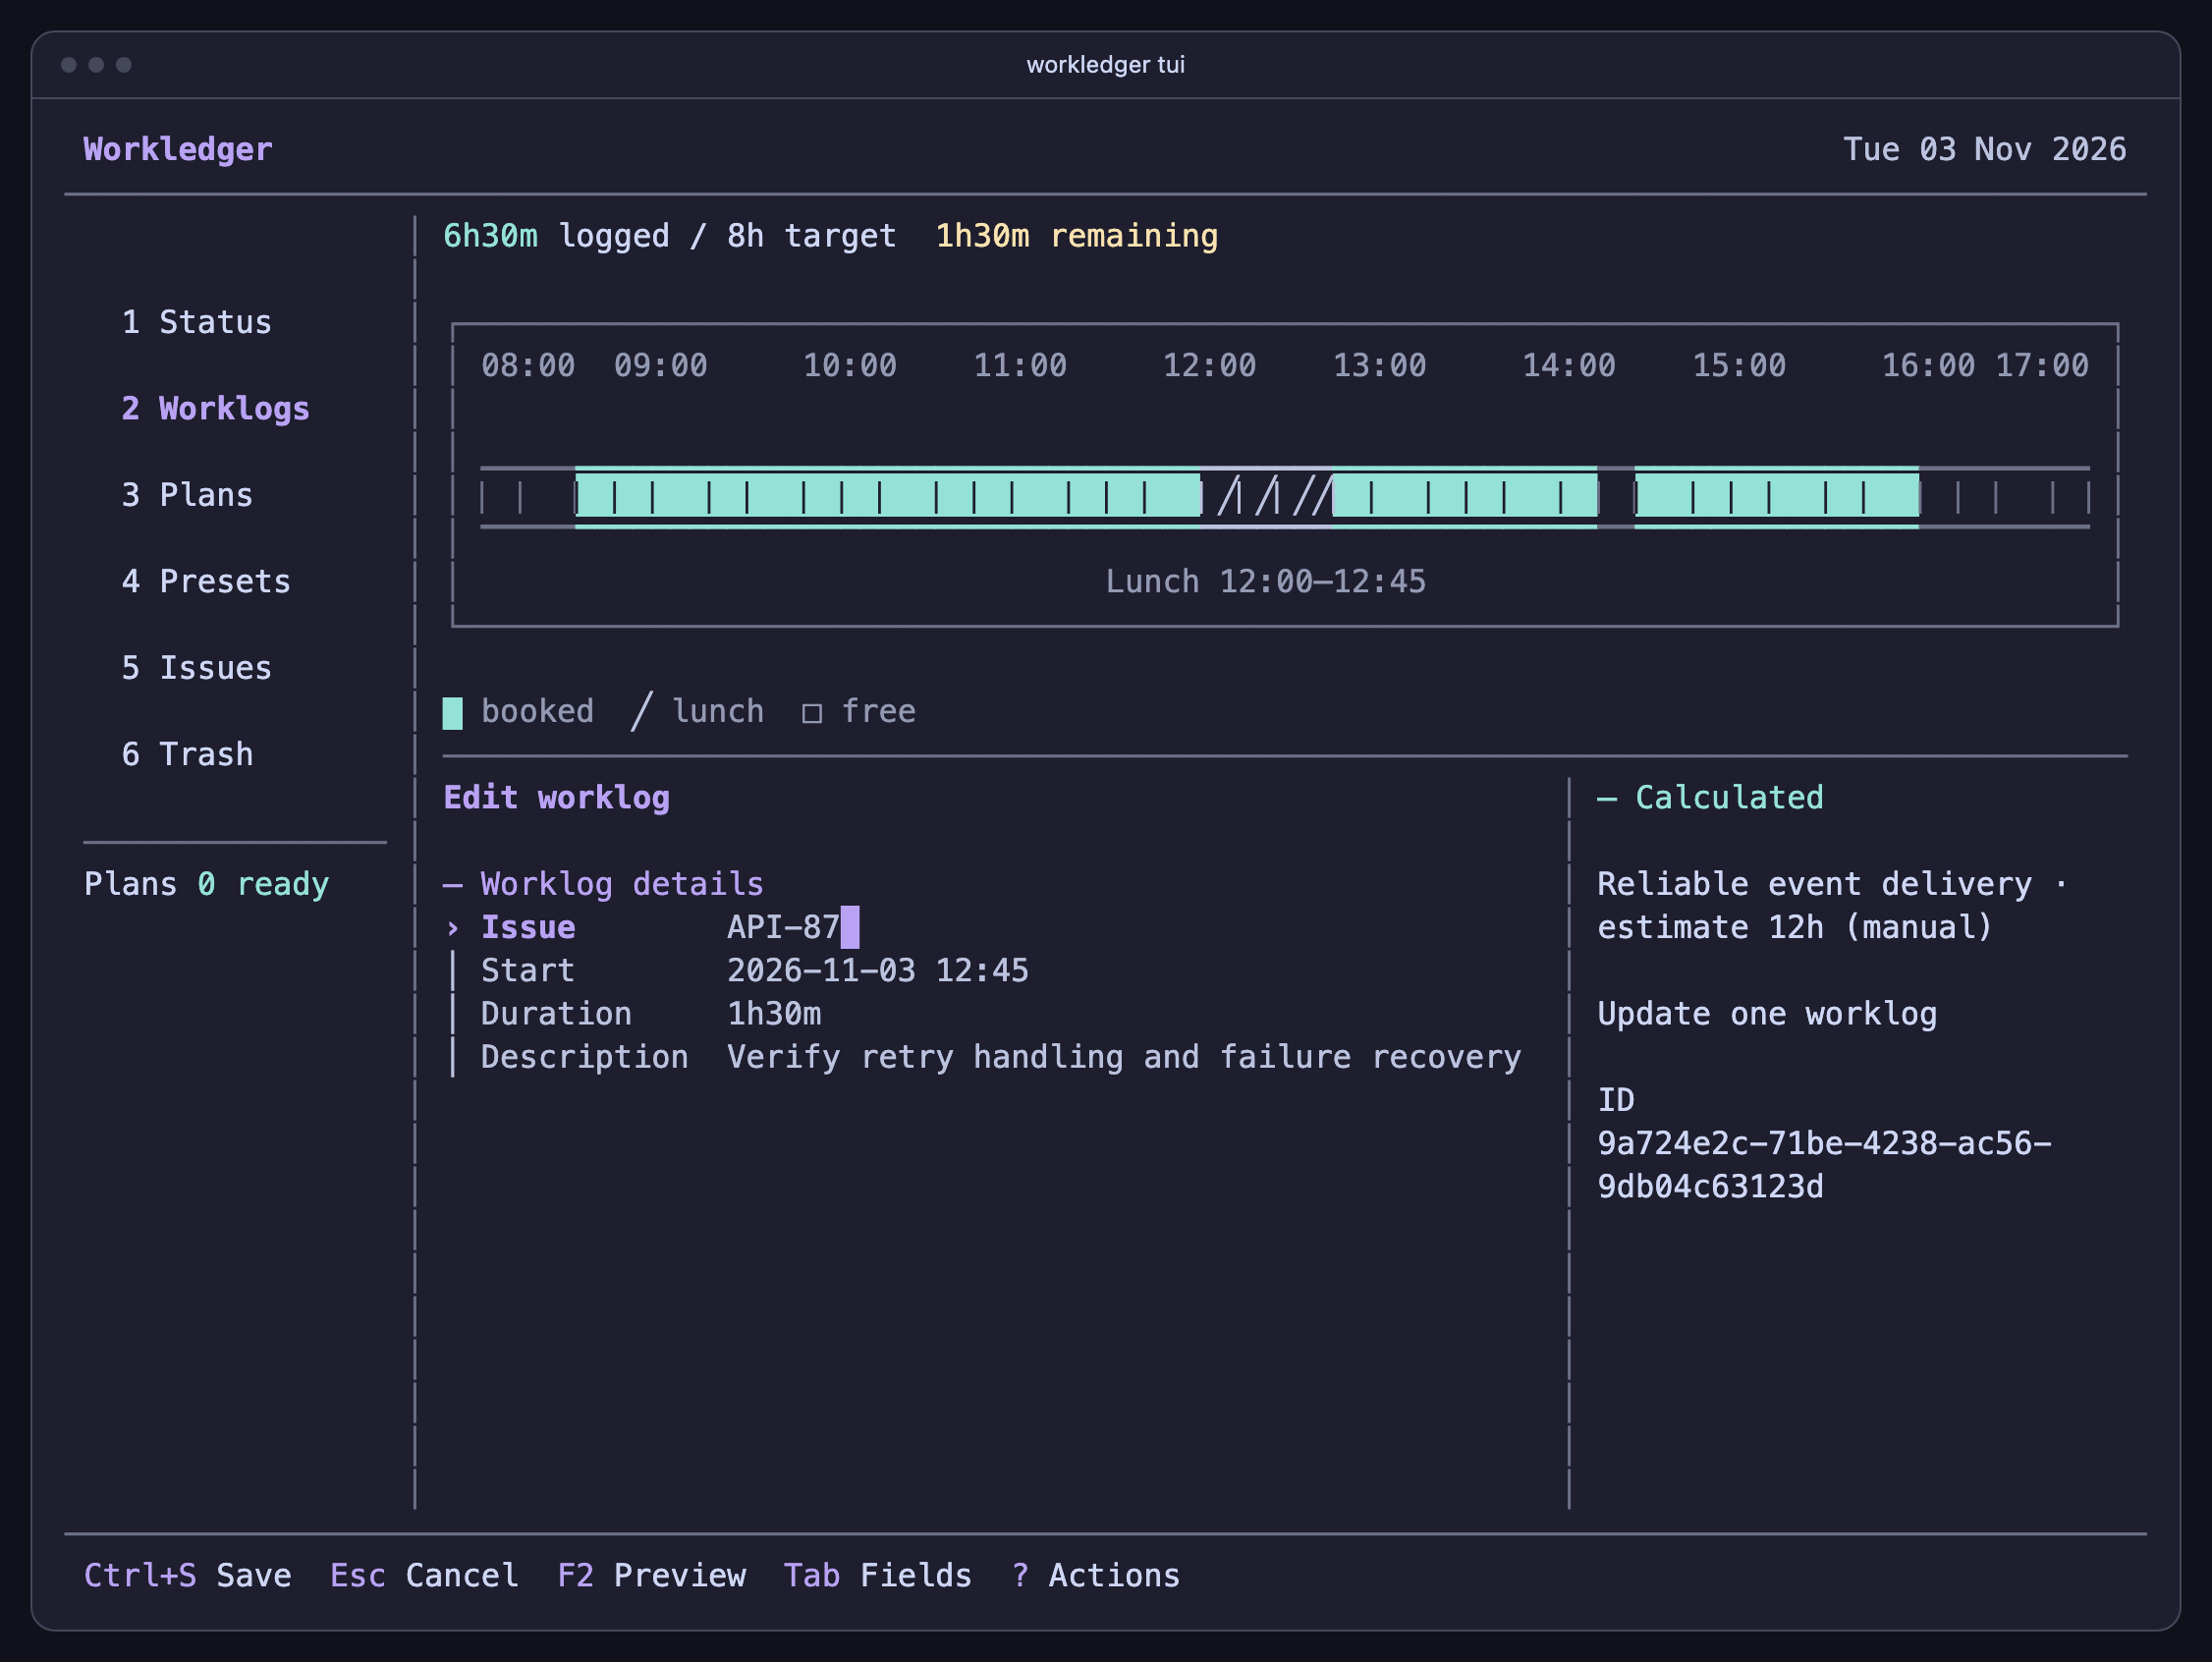 workledger tui
Workledger
Tue 03 Nov 2026
6h30m logged / 8h target 1h30m remaining
1 Status
2 Worklogs
3 Plans
4 Presets
5 Issues
6 Trash
Plans 0 ready
08:00 09:00 10:00 11:00 12:00 13:00 14:00 15:00 16:00 17:00
Lunch 12:00–12:45
booked / lunch □ free
Edit worklog
— Worklog details
› Issue API-87
Start 2026-11-03 12:45
Duration 1h30m
Description Verify retry handling and failure recovery
— Calculated
Reliable event delivery ·
estimate 12h (manual)
Update one worklog
ID
9a724e2c-71be-4238-ac56-
9db04c63123d
Ctrl+S Save Esc Cancel F2 Preview Tab Fields ? Actions